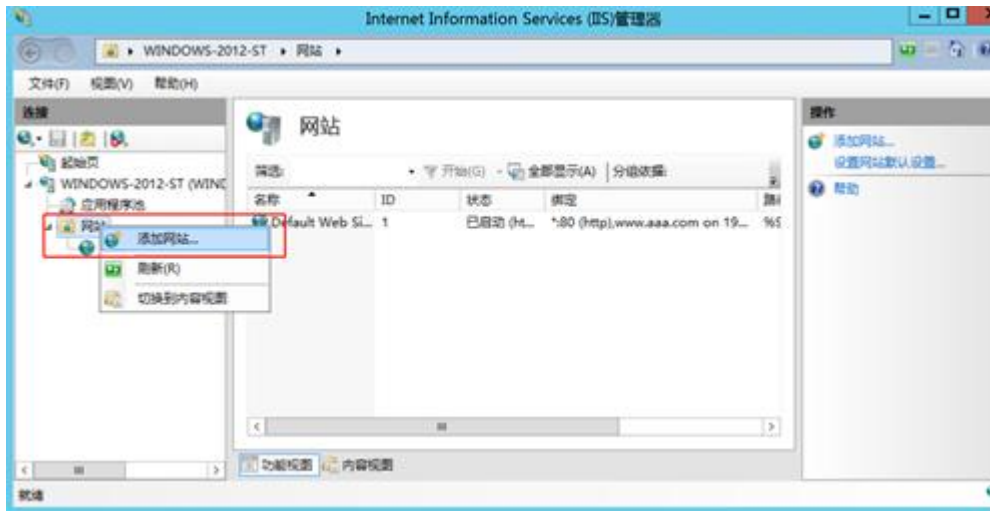 Internet Information Services (IIS)管理器
WINDOWS-2012-ST ▸ 网站 ▸
文件(F) 视图(V) 帮助(H)
连接
起始页
WINDOWS-2012-ST (WIND
应用程序池
网站
添加网站...
刷新(R)
切换到内容视图
网站
筛选: 开始(G) 全部显示(A) 分组依据:
名称 ID 状态 绑定
Default Web Si... 1 已启动 (ht... *:80 (http),www.aaa.com on 19...
功能视图 内容视图
操作
添加网站...
设置网站默认设置...
帮助
就绪